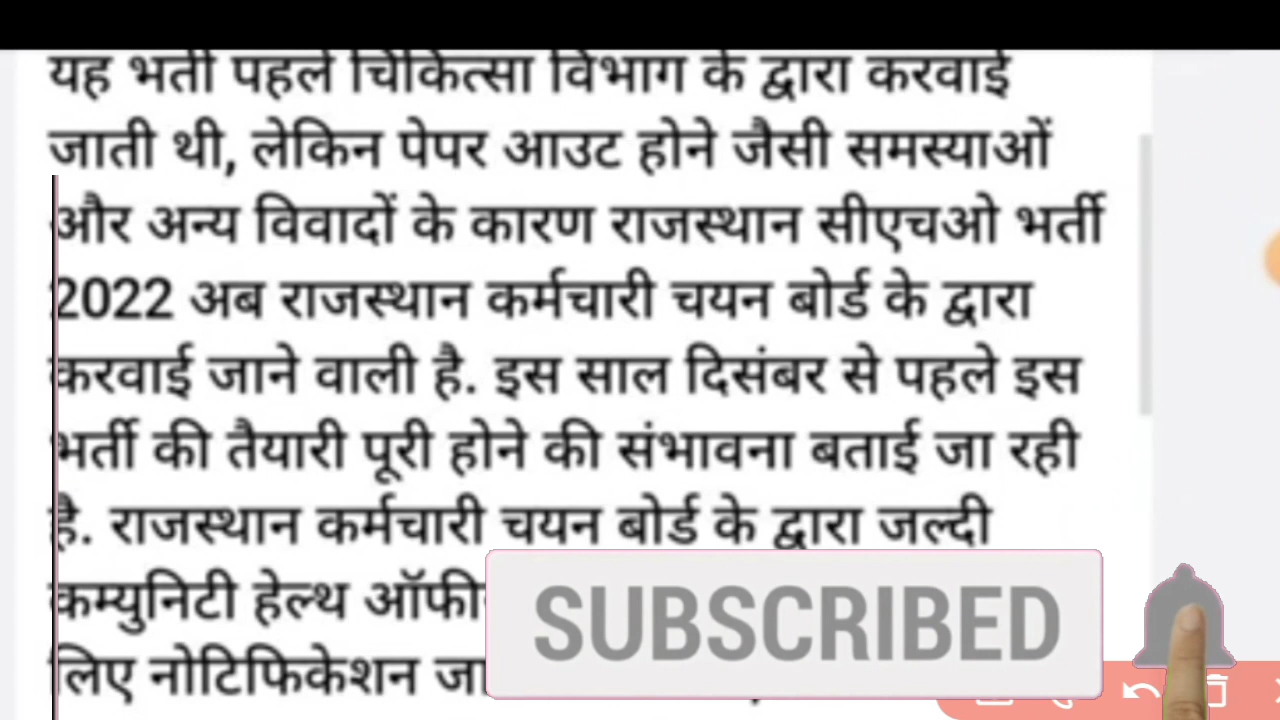 यह भर्ती पहले चिकित्सा विभाग के द्वारा करवाई
जाती थी, लेकिन पेपर आउट होने जैसी समस्याओं
और अन्य विवादों के कारण राजस्थान सीएचओ भर्ती
2022 अब राजस्थान कर्मचारी चयन बोर्ड के द्वारा
करवाई जाने वाली है. इस साल दिसंबर से पहले इस
भर्ती की तैयारी पूरी होने की संभावना बताई जा रही
है. राजस्थान कर्मचारी चयन बोर्ड के द्वारा जल्दी
कम्युनिटी हेल्थ ऑफी
लिए नोटिफिकेशन जा
SUBSCRIBED